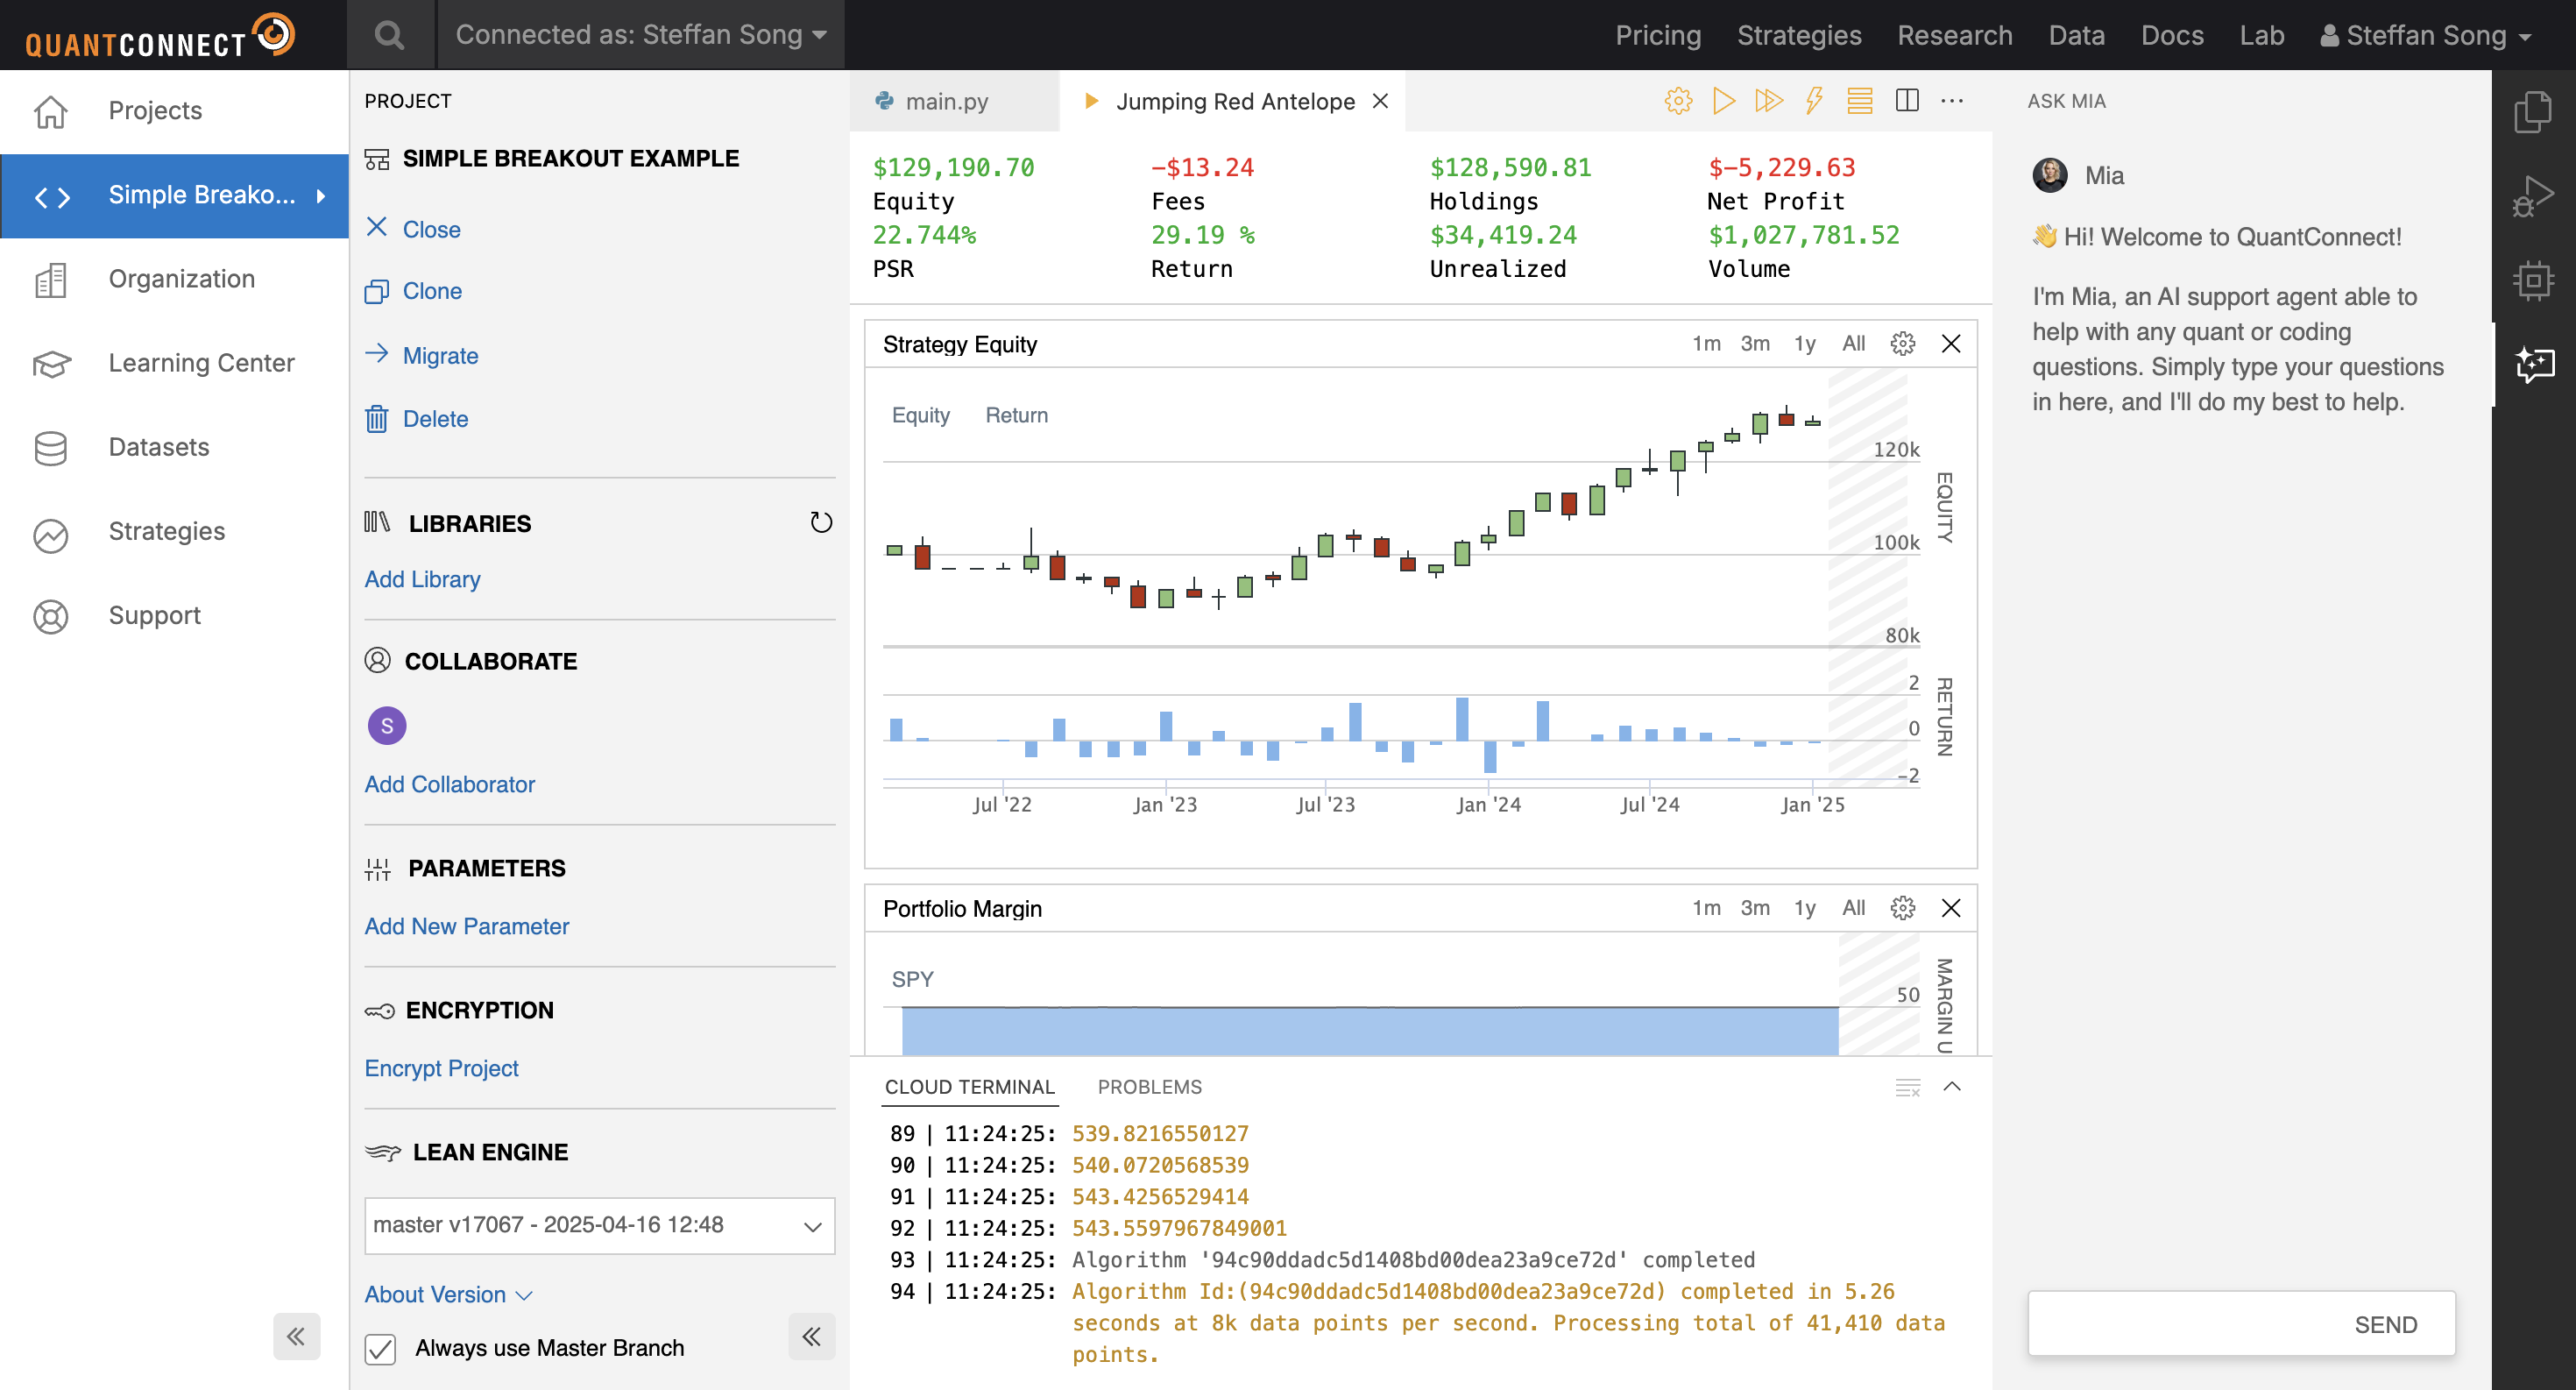 QUANTCONNECT
Connected as: Steffan Song
Pricing
Strategies
Research
Data
Docs
Lab
Steffan Song
Projects
Simple Breako...
Organization
Learning Center
Datasets
Strategies
Support
PROJECT
SIMPLE BREAKOUT EXAMPLE
Close
Clone
Migrate
Delete
LIBRARIES
Add Library
COLLABORATE
S
Add Collaborator
PARAMETERS
Add New Parameter
ENCRYPTION
Encrypt Project
LEAN ENGINE
master v17067 - 2025-04-16 12:48
About Version
Always use Master Branch
main.py
Jumping Red Antelope
$129,190.70
Equity
−$13.24
Fees
$128,590.81
Holdings
$−5,229.63
Net Profit
22.744%
PSR
29.19 %
Return
$34,419.24
Unrealized
$1,027,781.52
Volume
Strategy Equity
1m 3m 1y All
Equity Return
120k
100k
80k
EQUITY
2
0
−2
RETURN
Jul '22 Jan '23 Jul '23 Jan '24 Jul '24 Jan '25
Portfolio Margin
1m 3m 1y All
SPY
50
MARGIN U
CLOUD TERMINAL PROBLEMS
89 | 11:24:25: 539.8216550127
90 | 11:24:25: 540.0720568539
91 | 11:24:25: 543.4256529414
92 | 11:24:25: 543.5597967849001
93 | 11:24:25: Algorithm '94c90ddadc5d1408bd00dea23a9ce72d' completed
94 | 11:24:25: Algorithm Id:(94c90ddadc5d1408bd00dea23a9ce72d) completed in 5.26
seconds at 8k data points per second. Processing total of 41,410 data
points.
ASK MIA
Mia
👋 Hi! Welcome to QuantConnect!
I'm Mia, an AI support agent able to
help with any quant or coding
questions. Simply type your questions
in here, and I'll do my best to help.
SEND